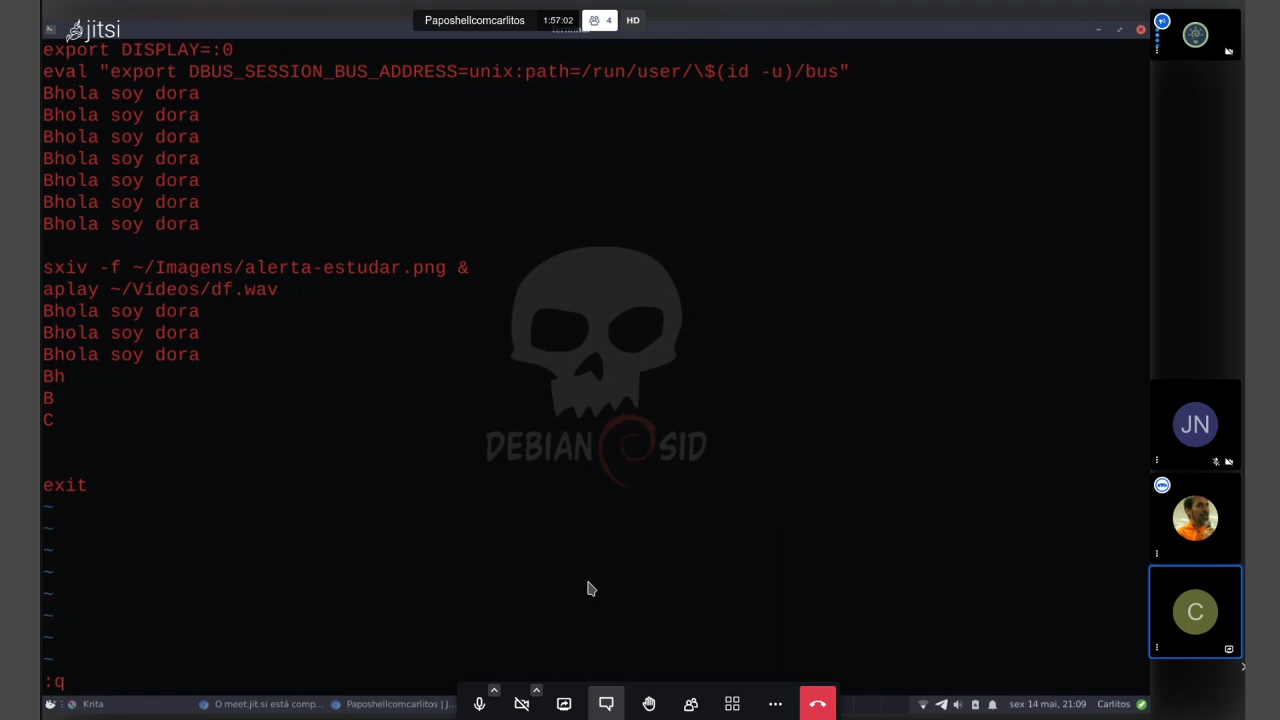 Paposhellcomcarlitos 1:57:02 4 HD
jitsi
export DISPLAY=:0
eval "export DBUS_SESSION_BUS_ADDRESS=unix:path=/run/user/\$(id -u)/bus"
Bhola soy dora
Bhola soy dora
Bhola soy dora
Bhola soy dora
Bhola soy dora
Bhola soy dora
Bhola soy dora
sxiv -f ~/Imagens/alerta-estudar.png &
aplay ~/Vídeos/df.wav
Bhola soy dora
Bhola soy dora
Bhola soy dora
Bh
B
C
DEBIAN SID
exit
~
~
~
~
~
~
~
~
:q
JN
C
Krita O meet.jit.si está comp... Paposhellcomcarlitos | J... sex 14 mai, 21:09 Carlitos